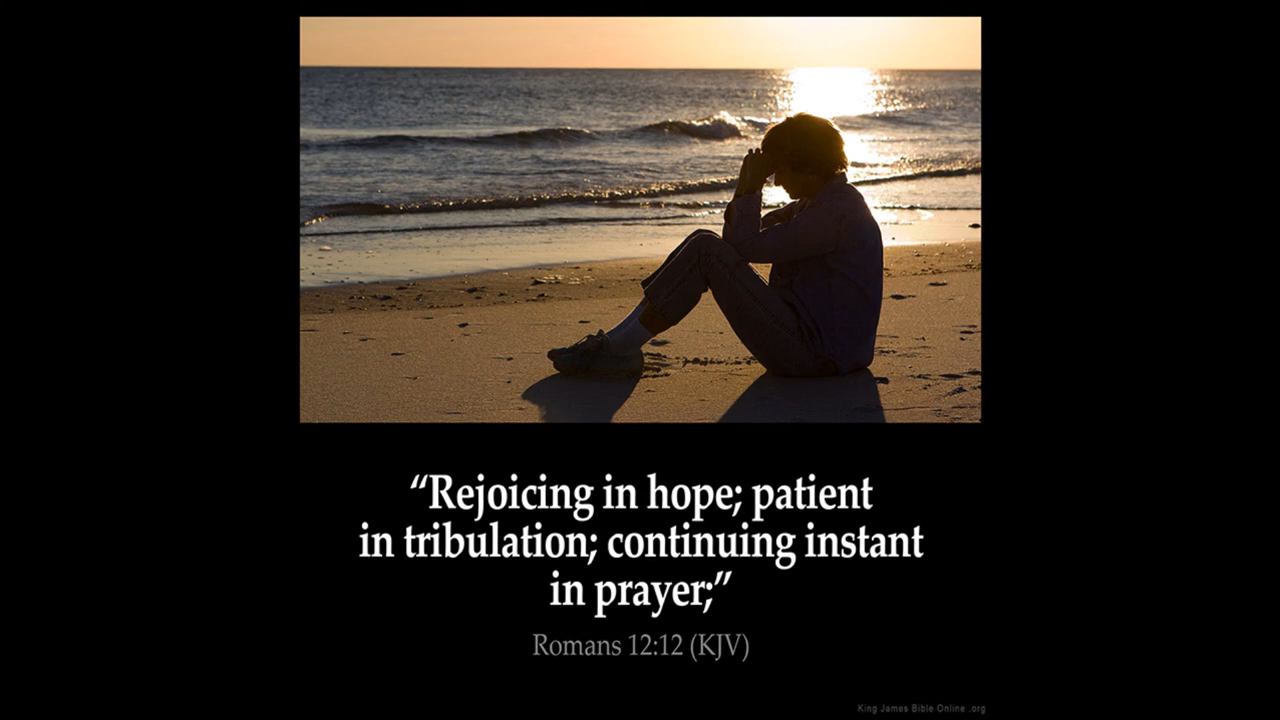 “Rejoicing in hope; patient
in tribulation; continuing instant
in prayer;”
Romans 12:12 (KJV)
King James Bible Online .org